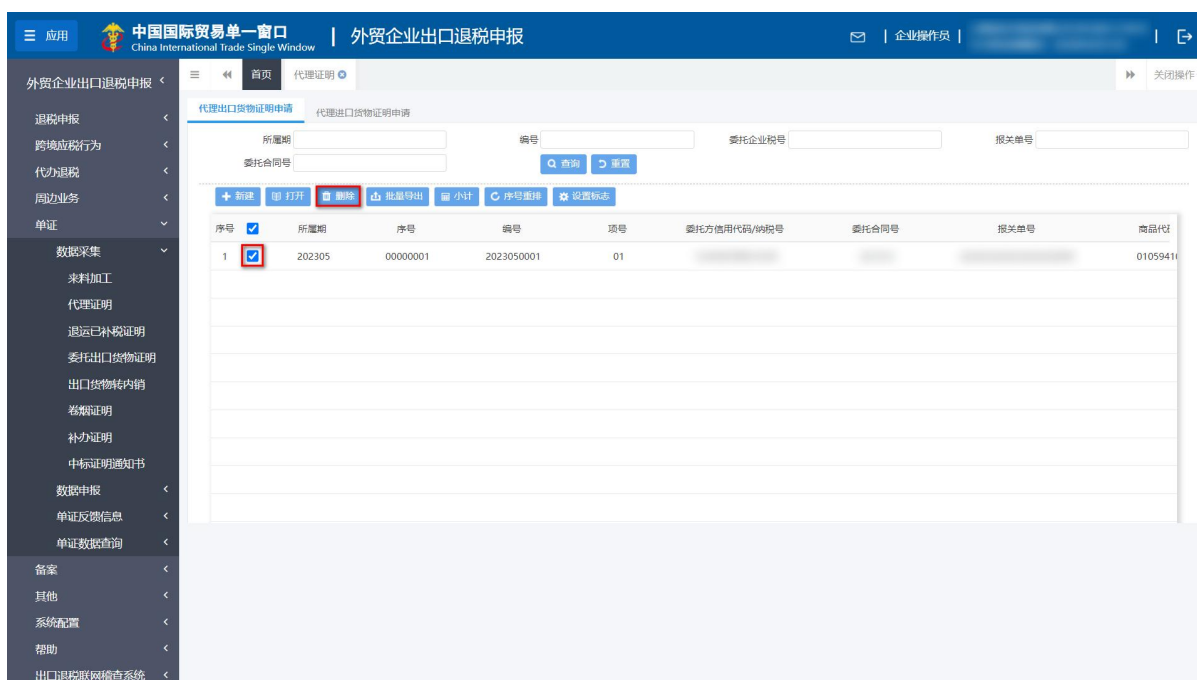 应用
中国国际贸易单一窗口
China International Trade Single Window
外贸企业出口退税申报
企业操作员
外贸企业出口退税申报
首页
代理证明
关闭操作
退税申报
跨境应税行为
代办退税
周边业务
单证
数据采集
来料加工
代理证明
退运已补税证明
委托出口货物证明
出口货物转内销
卷烟证明
补办证明
中标证明通知书
数据申报
单证反馈信息
单证数据查询
备案
其他
系统配置
帮助
出口退税联网稽查系统
代理出口货物证明申请 代理进口货物证明申请
所属期 编号 委托企业税号 报关单号
委托合同号 查询 重置
新建 打开 删除 批量导出 小计 序号重排 设置标志
序号 所属期 序号 编号 项号 委托方信用代码/纳税号 委托合同号 报关单号 商品代
1 202305 00000001 2023050001 01 0105941